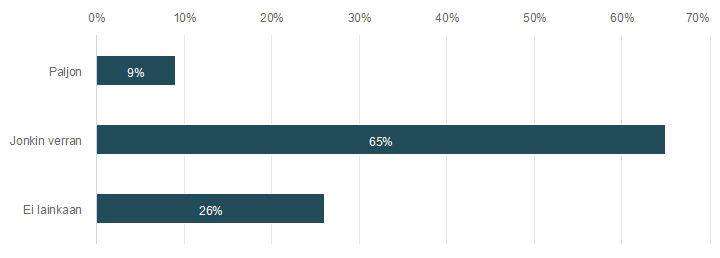 0% 10% 20% 30% 40% 50% 60% 70%
Paljon 9%
Jonkin verran 65%
Ei lainkaan 26%